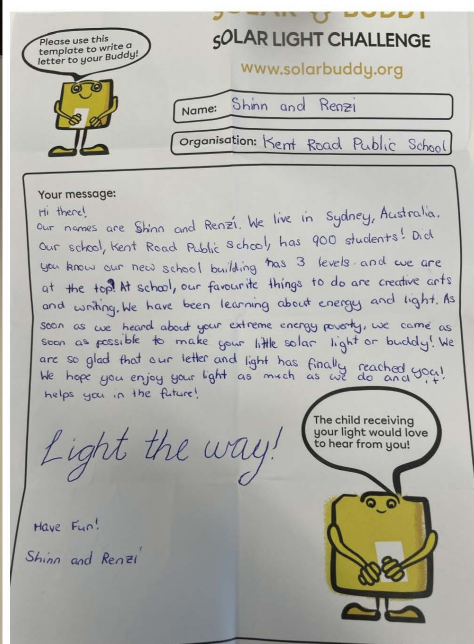 SOLAR BUDDY
SOLAR LIGHT CHALLENGE
www.solarbuddy.org
Please use this
template to write a
letter to your Buddy!
Name: Shinn and Renzi
Organisation: Kent Road Public School
Your message:
Hi there!
Our names are Shinn and Renzi. We live in Sydney, Australia.
Our school, Kent Road Public School, has 900 students! Did
you know our new school building has 3 levels and we are
at the top? At school, our favourite things to do are creative arts
and writing. We have been learning about energy and light. As
soon as we heard about your extreme energy poverty, we came as
soon as possible to make your little solar light or buddy! We
are so glad that our letter and light has finally reached you!
We hope you enjoy your light as much as we do and it
helps you in the future!
Light the way!
The child receiving
your light would love
to hear from you!
Have Fun!
Shinn and Renzi